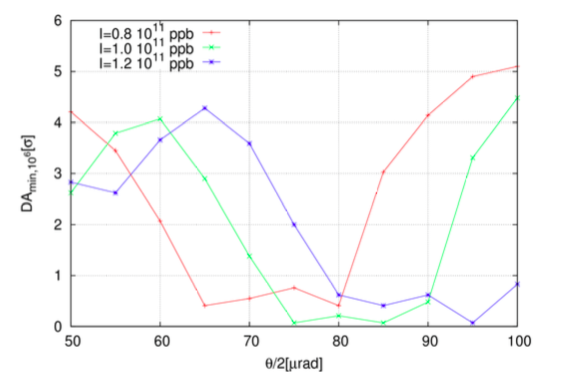 I=0.8 10¹¹ ppb
I=1.0 10¹¹ ppb
I=1.2 10¹¹ ppb
6
5
4
3
2
1
0
DAmin,10⁶[σ]
50 60 70 80 90 100
θ/2[μrad]